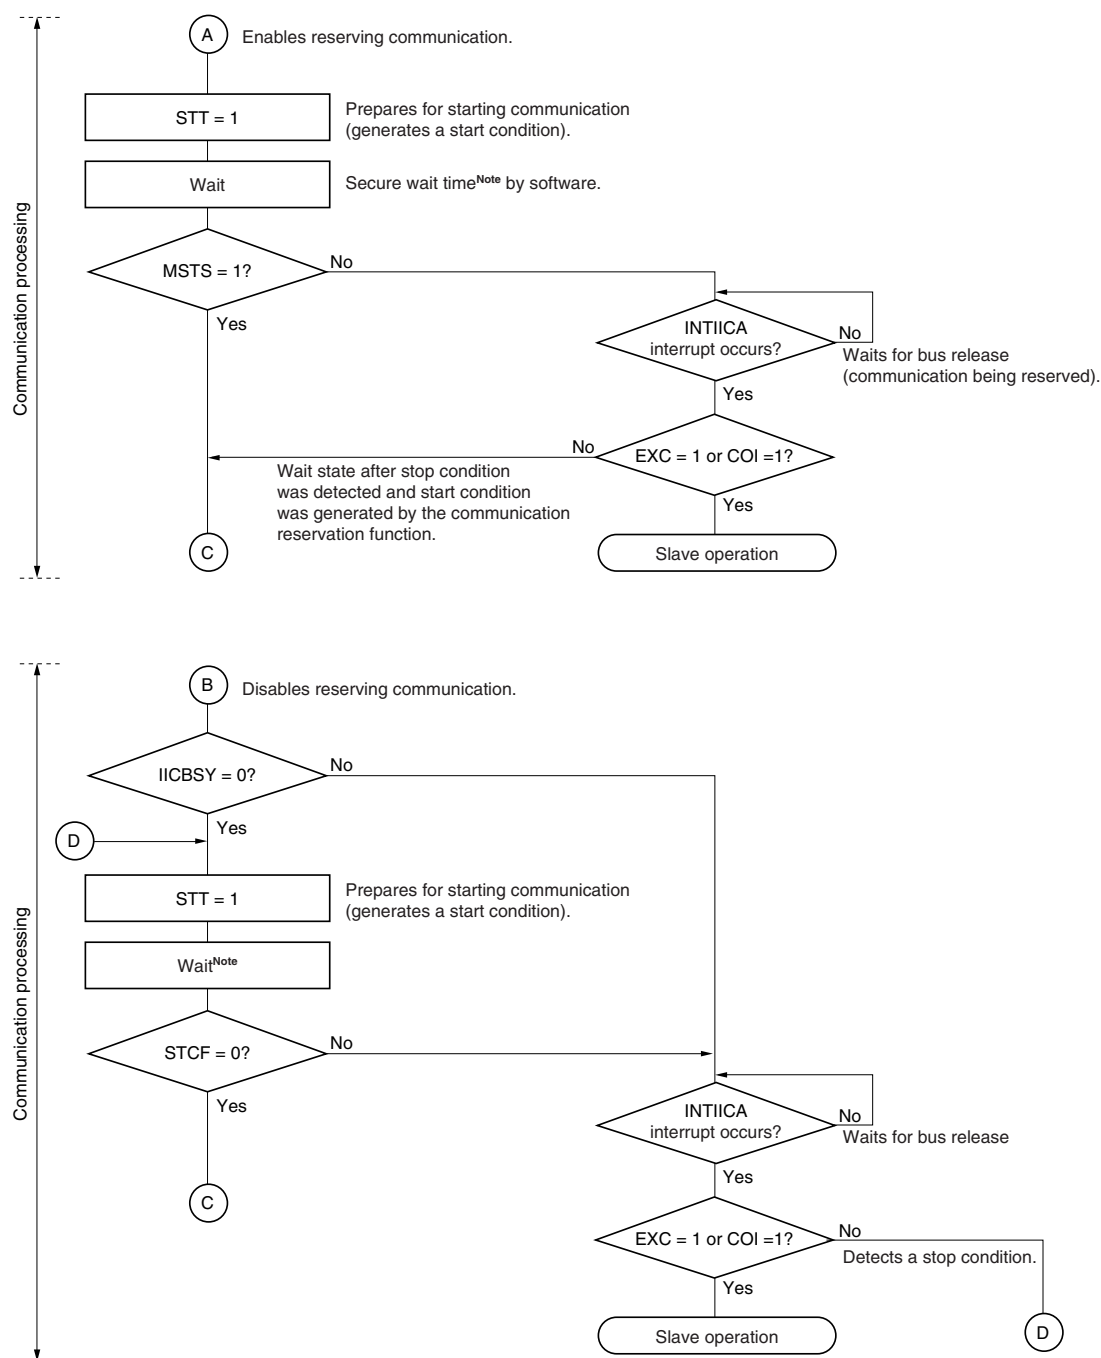 A
Enables reserving communication.
STT = 1
Prepares for starting communication
(generates a start condition).
Wait
Secure wait timeNote by software.
MSTS = 1?
No
Yes
INTIICA
interrupt occurs?
No
Waits for bus release
(communication being reserved).
Yes
EXC = 1 or COI =1?
No
Wait state after stop condition
was detected and start condition
was generated by the communication
reservation function.
Yes
C
Slave operation
Communication processing
B
Disables reserving communication.
IICBSY = 0?
No
Yes
D
STT = 1
Prepares for starting communication
(generates a start condition).
WaitNote
STCF = 0?
No
Yes
INTIICA
interrupt occurs?
No
Waits for bus release
Yes
C
EXC = 1 or COI =1?
No
Detects a stop condition.
Yes
Slave operation
D
Communication processing